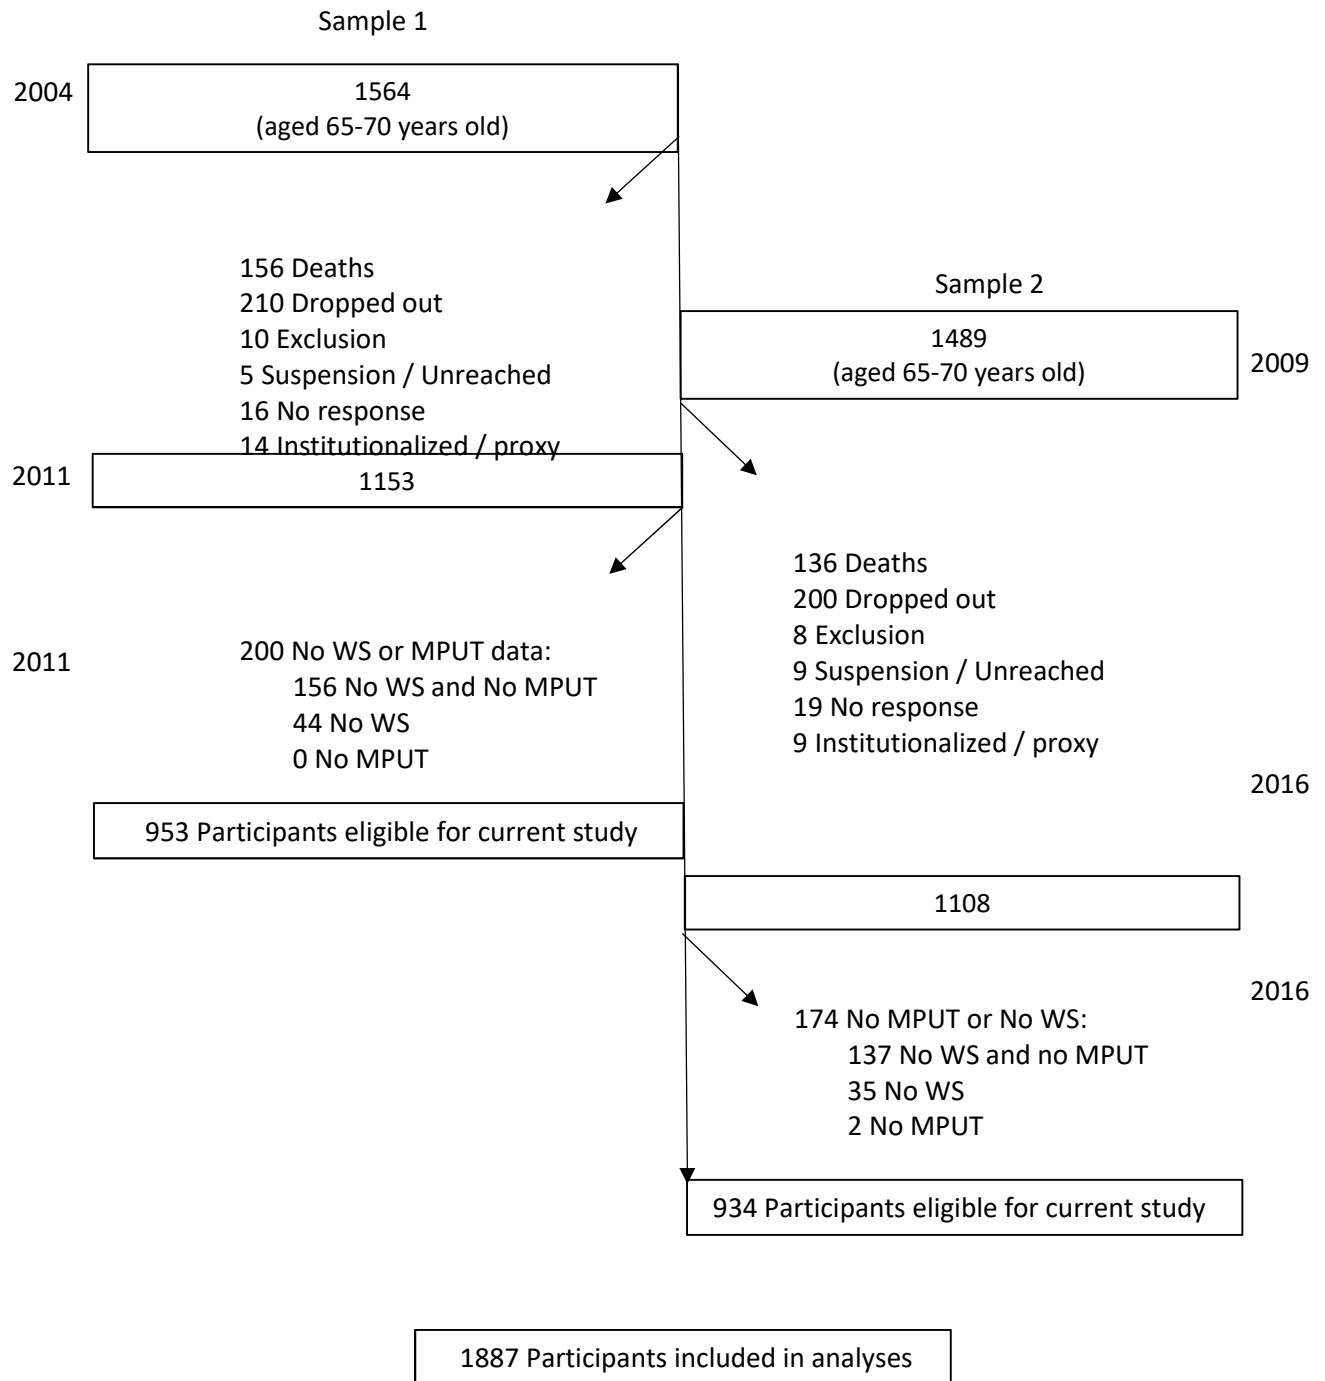 Sample 1
2004
1564
(aged 65-70 years old)
156 Deaths
210 Dropped out
10 Exclusion
5 Suspension / Unreached
16 No response
14 Institutionalized / proxy
Sample 2
1489
(aged 65-70 years old)
2009
2011
1153
136 Deaths
200 Dropped out
8 Exclusion
9 Suspension / Unreached
19 No response
9 Institutionalized / proxy
2011
200 No WS or MPUT data:
156 No WS and No MPUT
44 No WS
0 No MPUT
2016
953 Participants eligible for current study
1108
2016
174 No MPUT or No WS:
137 No WS and no MPUT
35 No WS
2 No MPUT
934 Participants eligible for current study
1887 Participants included in analyses